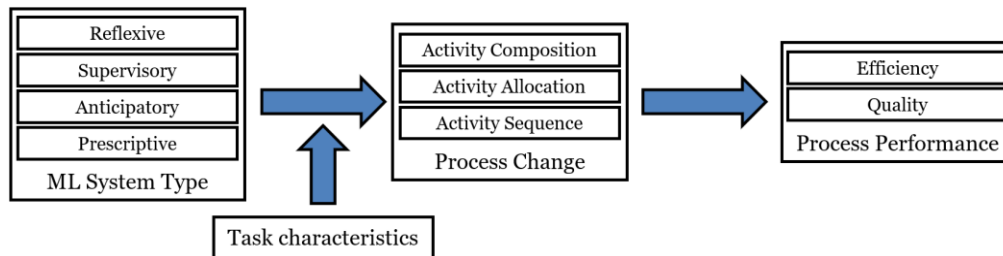 Reflexive
Supervisory
Anticipatory
Prescriptive
ML System Type
Task characteristics
Activity Composition
Activity Allocation
Activity Sequence
Process Change
Efficiency
Quality
Process Performance